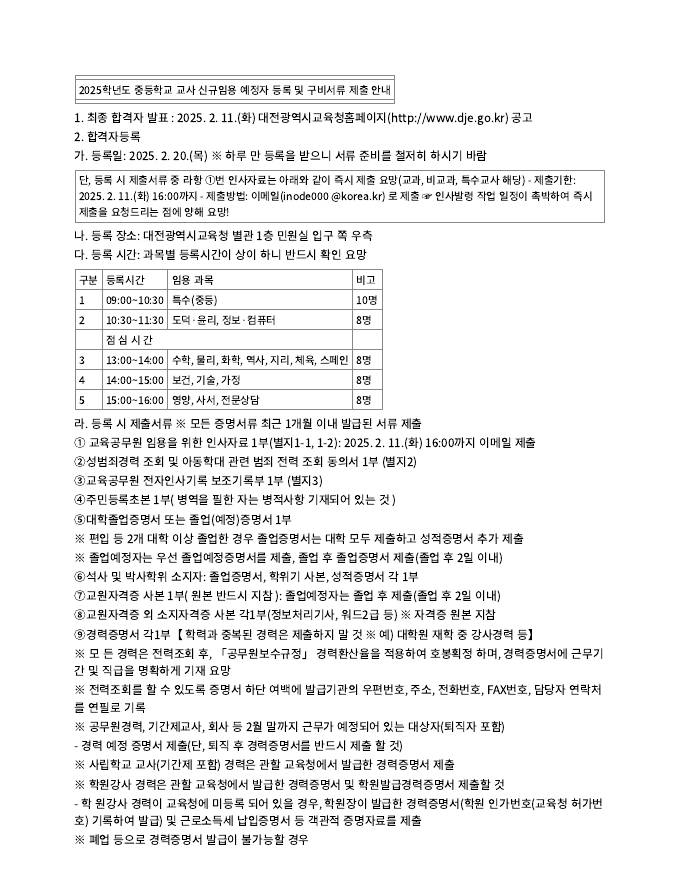 2025학년도 중등학교 교사 신규임용 예정자 등록 및 구비서류 제출 안내
1. 최종 합격자 발표 : 2025. 2. 11.(화) 대전광역시교육청홈페이지(http://www.dje.go.kr) 공고
2. 합격자등록
가. 등록일: 2025. 2. 20.(목) ※ 하루 만 등록을 받으니 서류 준비를 철저히 하시기 바람
단, 등록 시 제출서류 중 라항 ①번 인사자료는 아래와 같이 즉시 제출 요망(교과, 비교과, 특수교사 해당) - 제출기한:
2025. 2. 11.(화) 16:00까지 - 제출방법: 이메일(inode000 @korea.kr) 로 제출 ☞ 인사발령 작업 일정이 촉박하여 즉시
제출을 요청드리는 점에 양해 요망!
나. 등록 장소: 대전광역시교육청 별관 1층 민원실 입구 쪽 우측
다. 등록 시간: 과목별 등록시간이 상이 하니 반드시 확인 요망
구분 등록시간 임용 과목 비고
1 09:00~10:30 특수(중등) 10명
2 10:30~11:30 도덕·윤리, 정보·컴퓨터 8명
점 심 시 간
3 13:00~14:00 수학, 물리, 화학, 역사, 지리, 체육, 스페인 8명
4 14:00~15:00 보건, 기술, 가정 8명
5 15:00~16:00 영양, 사서, 전문상담 8명
라. 등록 시 제출서류 ※ 모든 증명서류 최근 1개월 이내 발급된 서류 제출
① 교육공무원 임용을 위한 인사자료 1부(별지1-1, 1-2): 2025. 2. 11.(화) 16:00까지 이메일 제출
②성범죄경력 조회 및 아동학대 관련 범죄 전력 조회 동의서 1부 (별지2)
③교육공무원 전자인사기록 보조기록부 1부 (별지3)
④주민등록초본 1부( 병역을 필한 자는 병적사항 기재되어 있는 것 )
⑤대학졸업증명서 또는 졸업(예정)증명서 1부
※ 편입 등 2개 대학 이상 졸업한 경우 졸업증명서는 대학 모두 제출하고 성적증명서 추가 제출
※ 졸업예정자는 우선 졸업예정증명서를 제출, 졸업 후 졸업증명서 제출(졸업 후 2일 이내)
⑥석사 및 박사학위 소지자: 졸업증명서, 학위기 사본, 성적증명서 각 1부
⑦교원자격증 사본 1부( 원본 반드시 지참 ): 졸업예정자는 졸업 후 제출(졸업 후 2일 이내)
⑧교원자격증 외 소지자격증 사본 각1부(정보처리기사, 워드2급 등) ※ 자격증 원본 지참
⑨경력증명서 각1부【 학력과 중복된 경력은 제출하지 말 것 ※ 예) 대학원 재학 중 강사경력 등】
※ 모 든 경력은 전력조회 후, 「공무원보수규정」 경력환산율을 적용하여 호봉획정 하며, 경력증명서에 근무기
간 및 직급을 명확하게 기재 요망
※ 전력조회를 할 수 있도록 증명서 하단 여백에 발급기관의 우편번호, 주소, 전화번호, FAX번호, 담당자 연락처
를 연필로 기록
※ 공무원경력, 기간제교사, 회사 등 2월 말까지 근무가 예정되어 있는 대상자(퇴직자 포함)
- 경력 예정 증명서 제출(단, 퇴직 후 경력증명서를 반드시 제출 할 것)
※ 사립학교 교사(기간제 포함) 경력은 관할 교육청에서 발급한 경력증명서 제출
※ 학원강사 경력은 관할 교육청에서 발급한 경력증명서 및 학원발급경력증명서 제출할 것
- 학 원강사 경력이 교육청에 미등록 되어 있을 경우, 학원장이 발급한 경력증명서(학원 인가번호(교육청 허가번
호) 기록하여 발급) 및 근로소득세 납입증명서 등 객관적 증명자료를 제출
※ 폐업 등으로 경력증명서 발급이 불가능할 경우